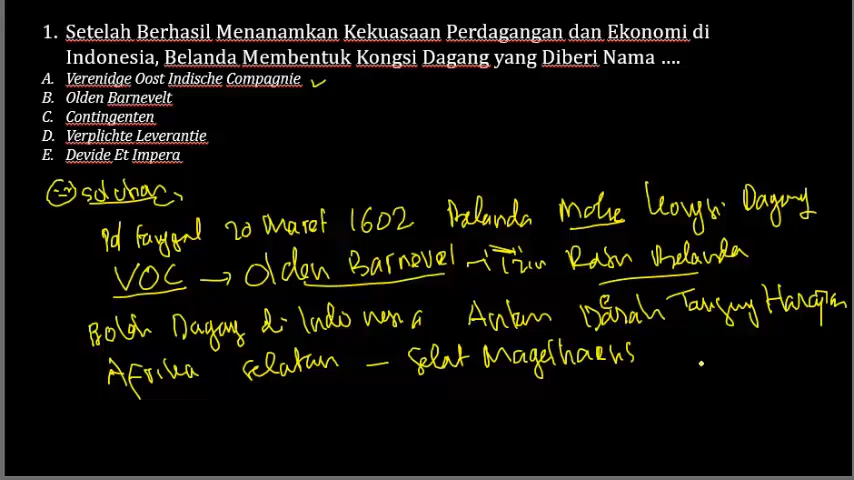 1. Setelah Berhasil Menanamkan Kekuasaan Perdagangan dan Ekonomi di
Indonesia, Belanda Membentuk Kongsi Dagang yang Diberi Nama ....
A. Verenidge Oost Indische Compagnie ✓
B. Olden Barnevelt
C. Contingenten
D. Verplichte Leverantie
E. Devide Et Impera
Pd tanggal 20 Maret 1602 Belanda Kongsi Dagang
VOC → Olden Barnevel → Izin Belanda
Boleh Dagang di Indonesia Antara Daerah Tanjung Harapan
Afrika selatan – Selat Magelhaens